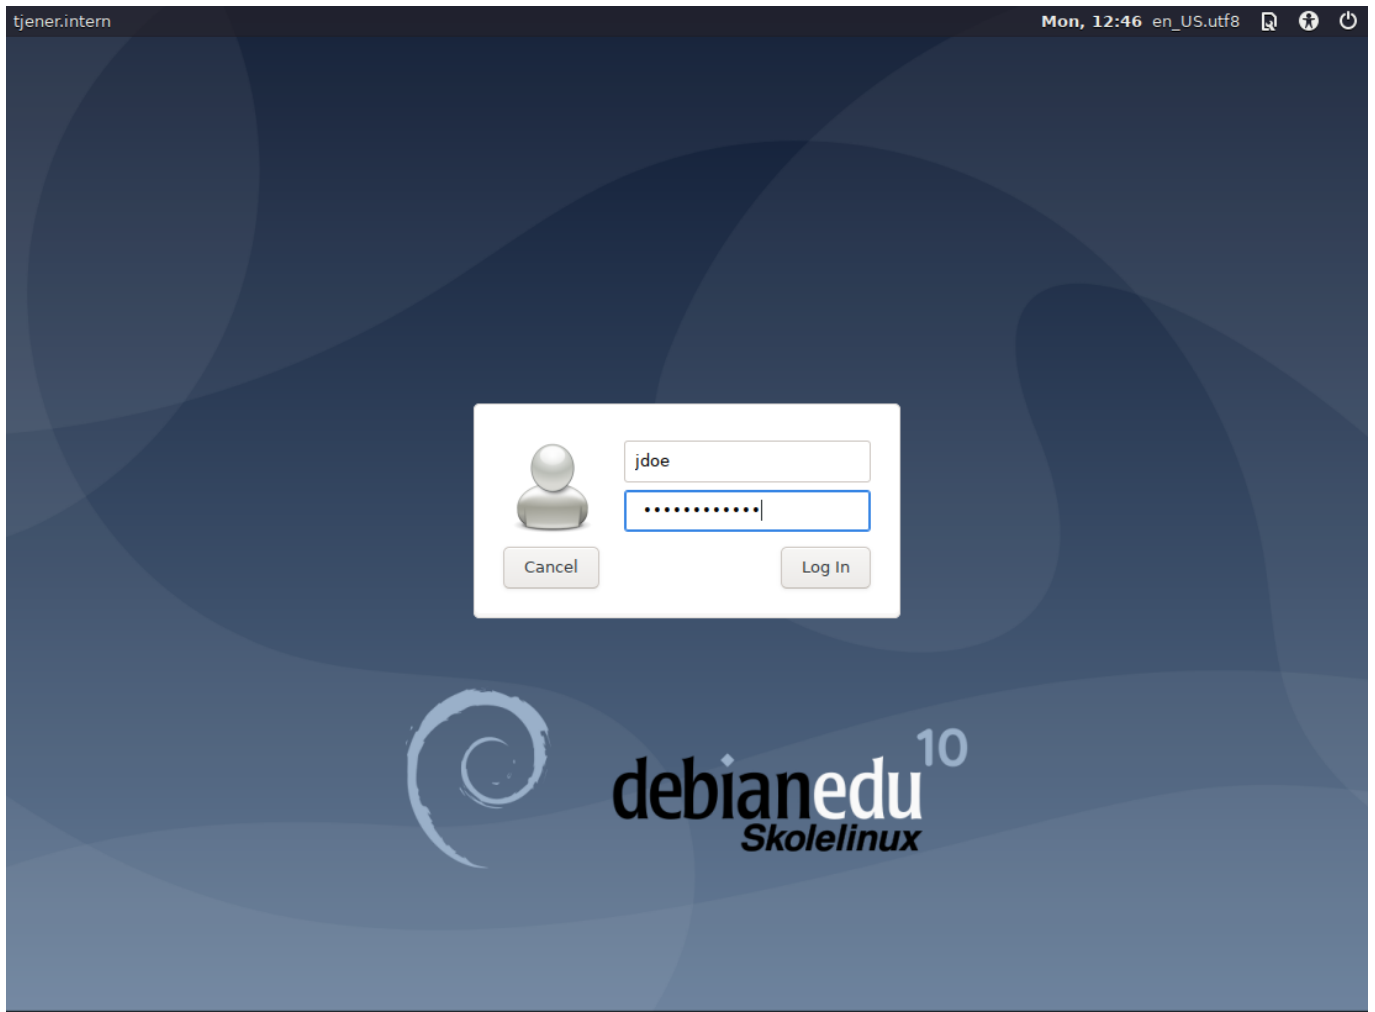 tjener.intern
Mon, 12:46 en_US.utf8
jdoe
••••••••••••
Cancel
Log In
debianedu 10
Skolelinux